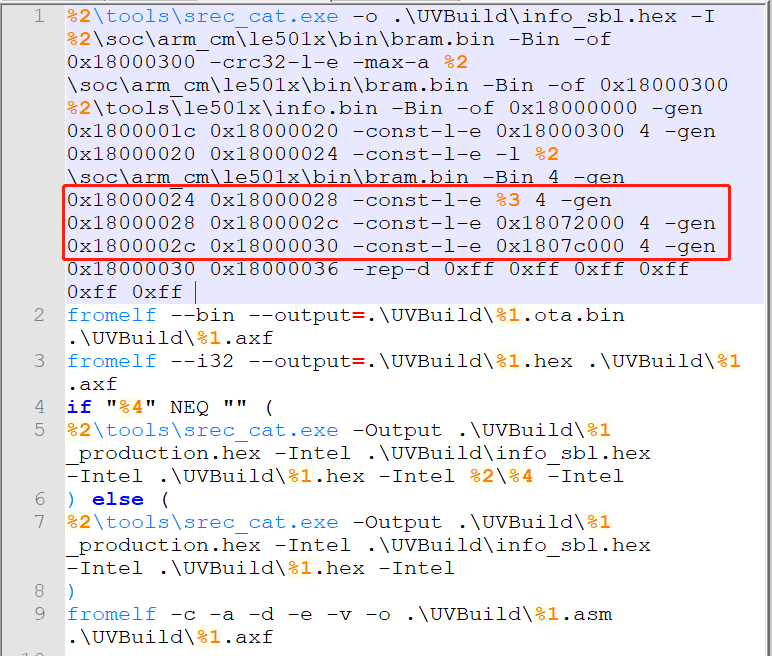 1 %2\tools\srec_cat.exe -o .\UVBuild\info_sbl.hex -I
%2\soc\arm_cm\le501x\bin\bram.bin -Bin -of
0x18000300 -crc32-l-e -max-a %2
\soc\arm_cm\le501x\bin\bram.bin -Bin -of 0x18000300
%2\tools\le501x\info.bin -Bin -of 0x18000000 -gen
0x1800001c 0x18000020 -const-l-e 0x18000300 4 -gen
0x18000020 0x18000024 -const-l-e -l %2
\soc\arm_cm\le501x\bin\bram.bin -Bin 4 -gen
0x18000024 0x18000028 -const-l-e %3 4 -gen
0x18000028 0x1800002c -const-l-e 0x18072000 4 -gen
0x1800002c 0x18000030 -const-l-e 0x1807c000 4 -gen
0x18000030 0x18000036 -rep-d 0xff 0xff 0xff 0xff
0xff 0xff
2 fromelf --bin --output=.\UVBuild\%1.ota.bin
.\UVBuild\%1.axf
3 fromelf --i32 --output=.\UVBuild\%1.hex .\UVBuild\%1
.axf
4 if "%4" NEQ "" (
5 %2\tools\srec_cat.exe -Output .\UVBuild\%1
_production.hex -Intel .\UVBuild\info_sbl.hex
-Intel .\UVBuild\%1.hex -Intel %2\%4 -Intel
6 ) else (
7 %2\tools\srec_cat.exe -Output .\UVBuild\%1
_production.hex -Intel .\UVBuild\info_sbl.hex
-Intel .\UVBuild\%1.hex -Intel
8 )
9 fromelf -c -a -d -e -v -o .\UVBuild\%1.asm
.\UVBuild\%1.axf